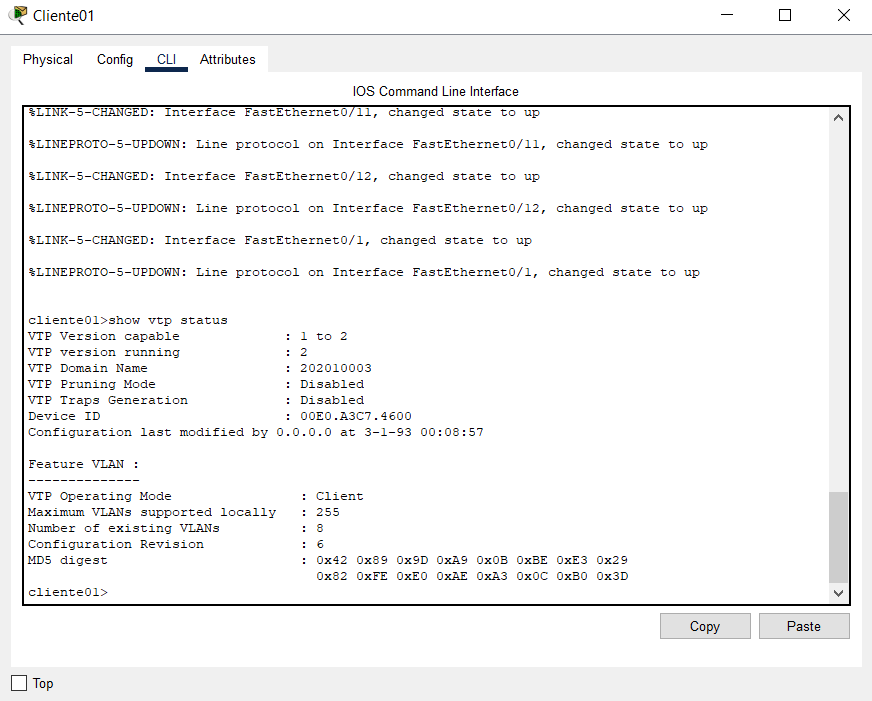 Cliente01
Physical Config CLI Attributes
IOS Command Line Interface
%LINK-5-CHANGED: Interface FastEthernet0/11, changed state to up
%LINEPROTO-5-UPDOWN: Line protocol on Interface FastEthernet0/11, changed state to up
%LINK-5-CHANGED: Interface FastEthernet0/12, changed state to up
%LINEPROTO-5-UPDOWN: Line protocol on Interface FastEthernet0/12, changed state to up
%LINK-5-CHANGED: Interface FastEthernet0/1, changed state to up
%LINEPROTO-5-UPDOWN: Line protocol on Interface FastEthernet0/1, changed state to up
cliente01>show vtp status
VTP Version capable : 1 to 2
VTP version running : 2
VTP Domain Name : 202010003
VTP Pruning Mode : Disabled
VTP Traps Generation : Disabled
Device ID : 00E0.A3C7.4600
Configuration last modified by 0.0.0.0 at 3-1-93 00:08:57
Feature VLAN :
--------------
VTP Operating Mode : Client
Maximum VLANs supported locally : 255
Number of existing VLANs : 8
Configuration Revision : 6
MD5 digest : 0x42 0x89 0x9D 0xA9 0x0B 0xBE 0xE3 0x29
0x82 0xFE 0xE0 0xAE 0xA3 0x0C 0xB0 0x3D
cliente01>
Copy Paste
Top